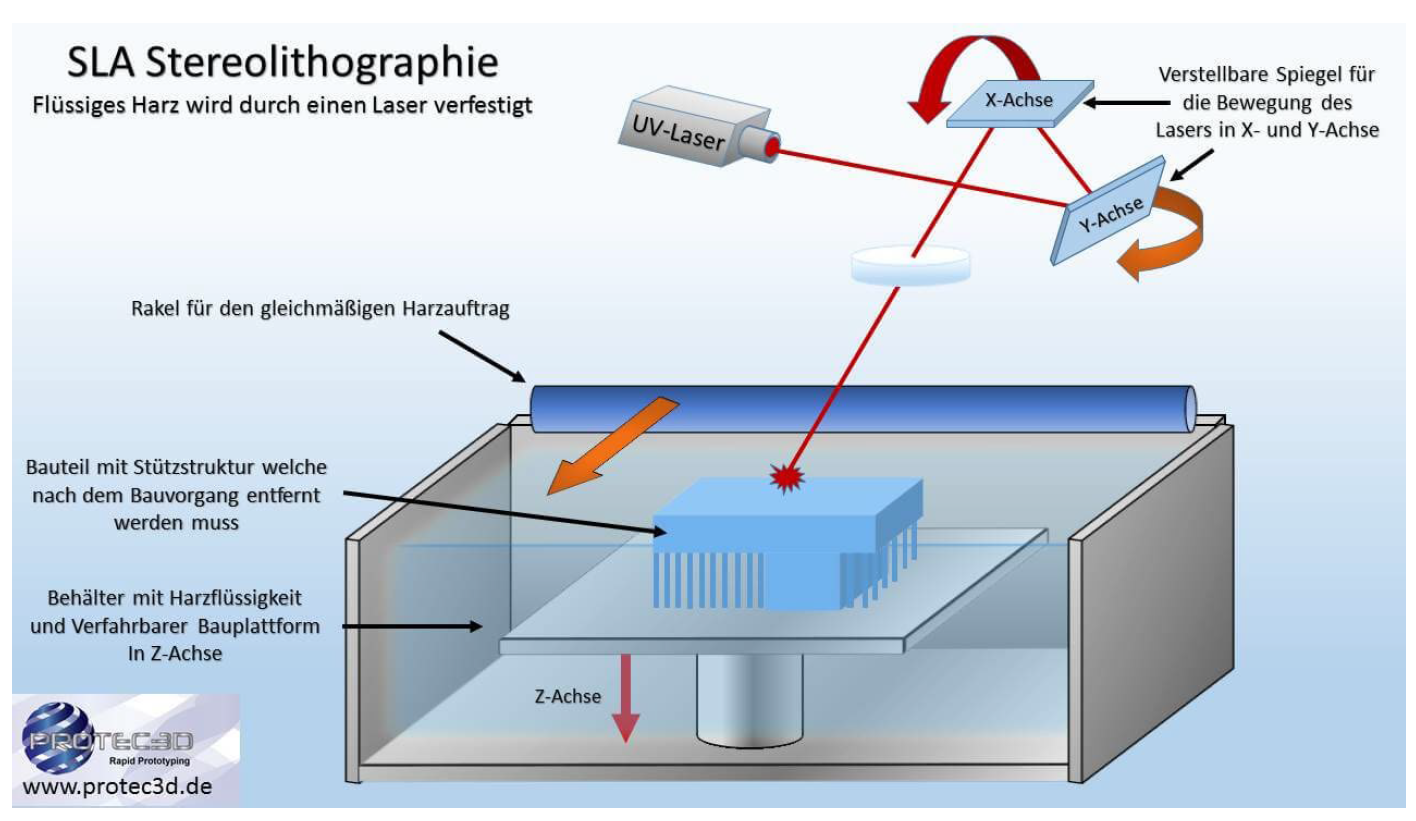 SLA Stereolithographie
Flüssiges Harz wird durch einen Laser verfestigt
UV-Laser
X-Achse
Verstellbare Spiegel für
die Bewegung des
Lasers in X- und Y-Achse
Y-Achse
Rakel für den gleichmäßigen Harzauftrag
Bauteil mit Stützstruktur welche
nach dem Bauvorgang entfernt
werden muss
Behälter mit Harzflüssigkeit
und Verfahrbarer Bauplattform
In Z-Achse
Z-Achse
PROTEC3D
Rapid Prototyping
www.protec3d.de